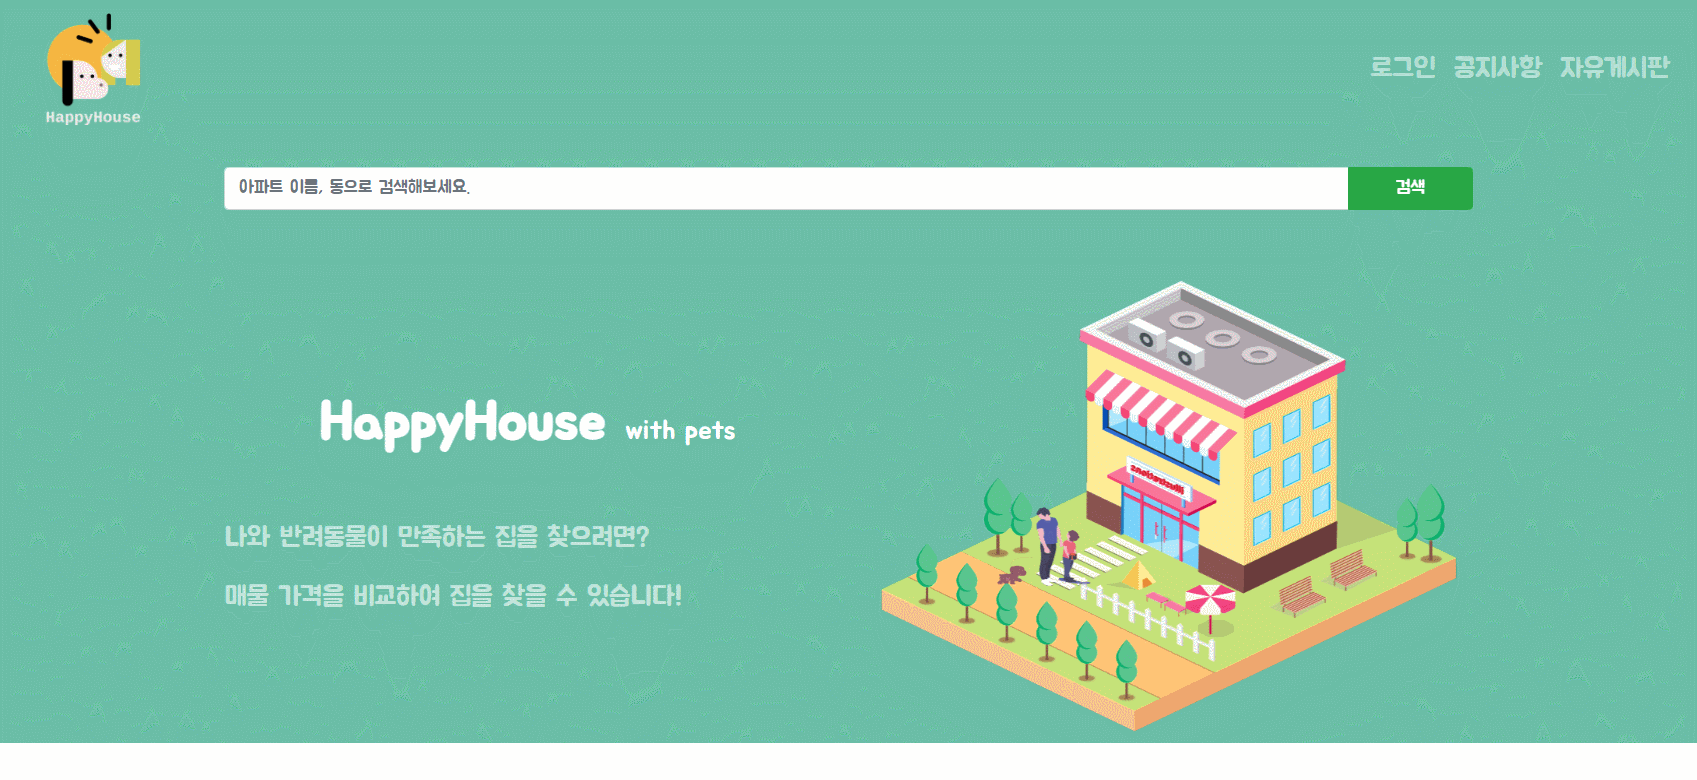 HappyHouse
로그인 공지사항 자유게시판
아파트 이름, 동으로 검색해보세요.
검색
HappyHouse with pets
나와 반려동물이 만족하는 집을 찾으려면?
매물 가격을 비교하여 집을 찾을 수 있습니다!